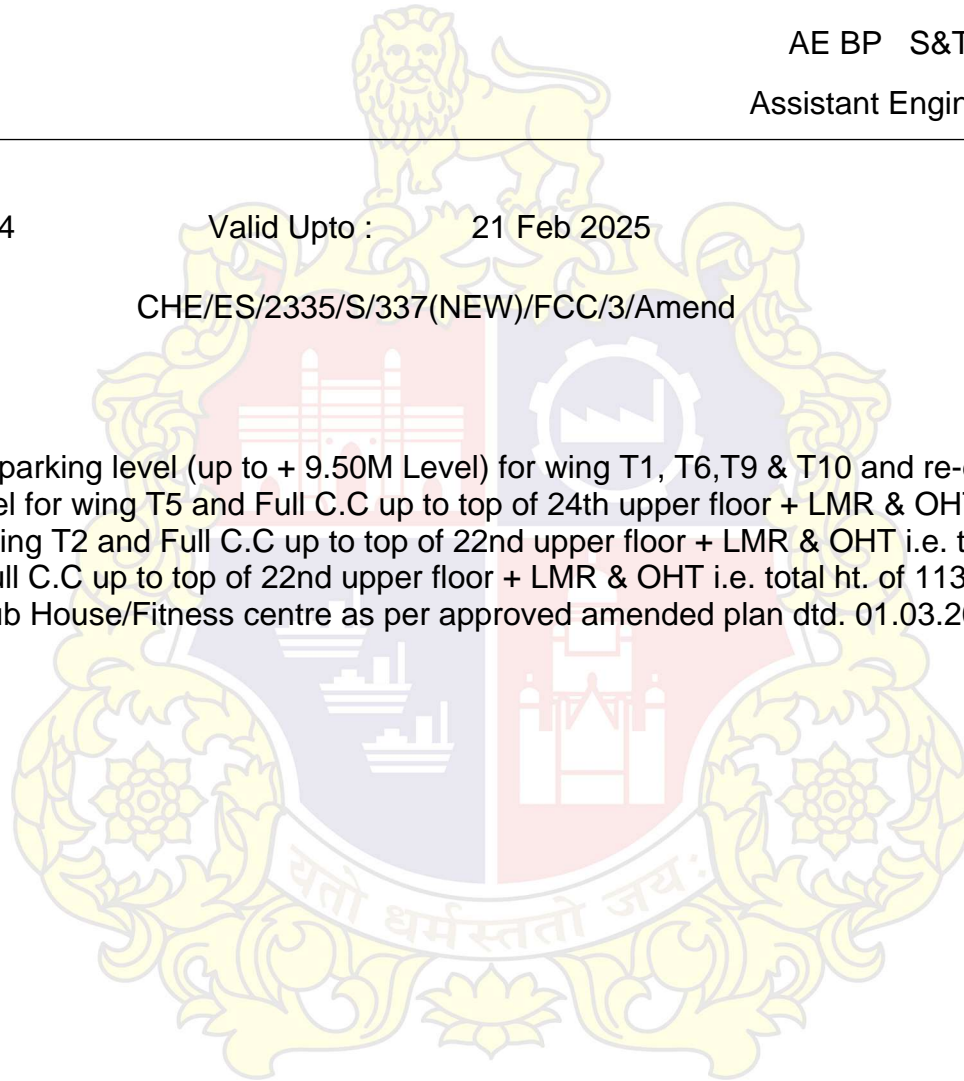 AE BP S&T
Assistant Engin
4 Valid Upto : 21 Feb 2025
CHE/ES/2335/S/337(NEW)/FCC/3/Amend
parking level (up to + 9.50M Level) for wing T1, T6,T9 & T10 and re-
el for wing T5 and Full C.C up to top of 24th upper floor + LMR & OHT
ing T2 and Full C.C up to top of 22nd upper floor + LMR & OHT i.e. t
ull C.C up to top of 22nd upper floor + LMR & OHT i.e. total ht. of 113
ub House/Fitness centre as per approved amended plan dtd. 01.03.20
यतो धर्मस्ततो जय: